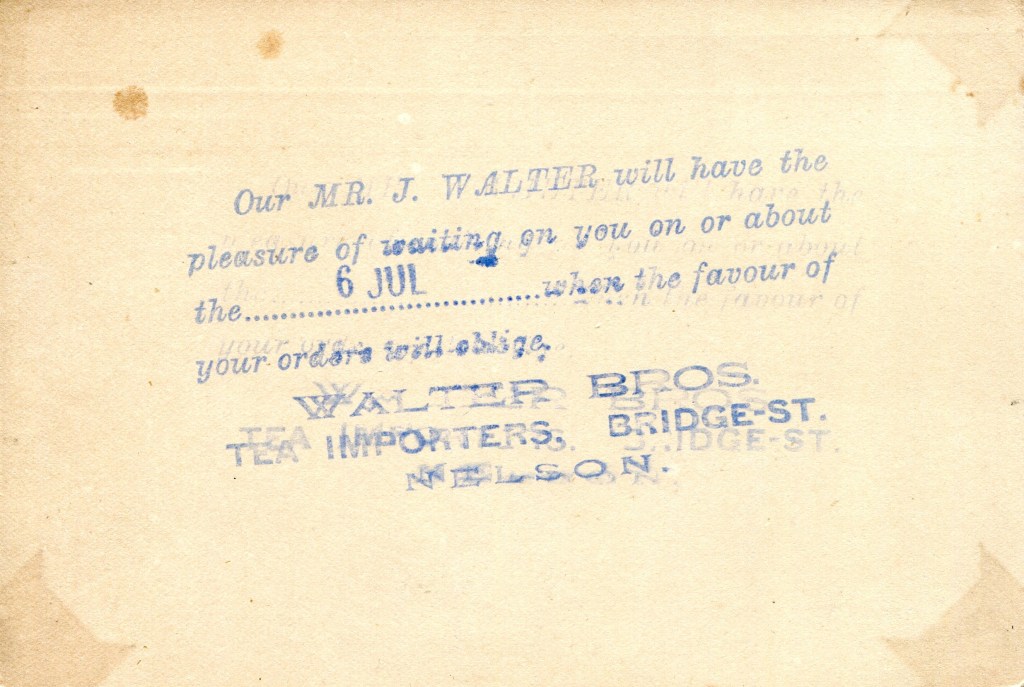 Our MR. J. WALTER will have the
pleasure of waiting on you on or about
the 6 JUL when the favour of
your orders will oblige,
WALTER BROS.
TEA IMPORTERS, BRIDGE-ST.
NELSON.